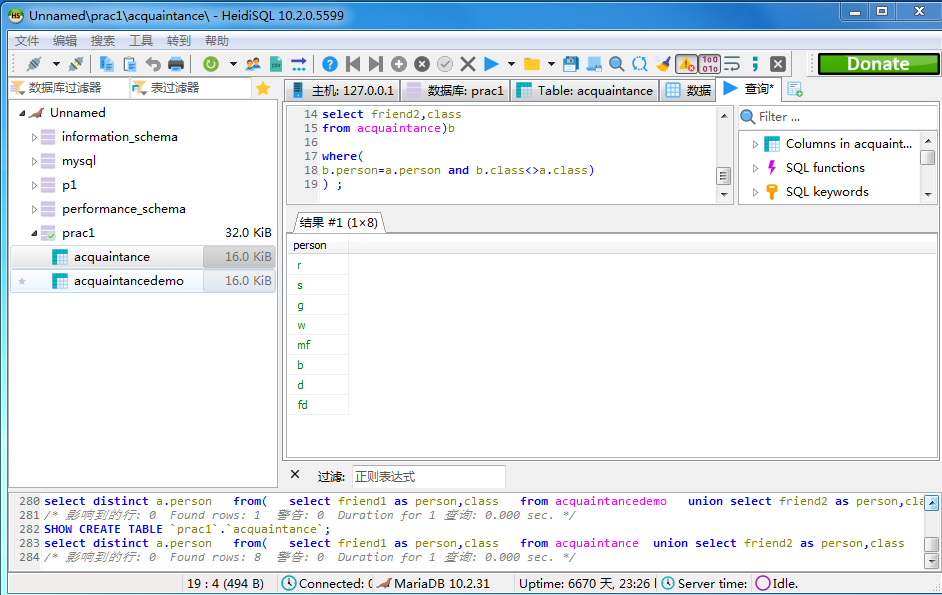 Unnamed\prac1\acquaintance\ - HeidiSQL 10.2.0.5599
文件 编辑 搜索 工具 转到 帮助
Donate
数据库过滤器 表过滤器
主机: 127.0.0.1 数据库: prac1 Table: acquaintance 数据 查询*
Unnamed
information_schema
mysql
p1
performance_schema
prac1 32.0 KiB
acquaintance 16.0 KiB
acquaintancedemo 16.0 KiB
14 select friend2,class
15 from acquaintance)b
16
17 where(
18 b.person=a.person and b.class<>a.class)
19 ) ;
Filter ...
Columns in acquaint...
SQL functions
SQL keywords
结果 #1 (1×8)
person
r
s
g
w
mf
b
d
fd
过滤: 正则表达式
280 select distinct a.person from( select friend1 as person,class from acquaintancedemo union select friend2 as person,cla
281 /* 影响到的行: 0 Found rows: 1 警告: 0 Duration for 1 查询: 0.000 sec. */
282 SHOW CREATE TABLE `prac1`.`acquaintance`;
283 select distinct a.person from( select friend1 as person,class from acquaintance union select friend2 as person,class
284 /* 影响到的行: 0 Found rows: 8 警告: 0 Duration for 1 查询: 0.000 sec. */
19 : 4 (494 B) Connected: 0 MariaDB 10.2.31 Uptime: 6670 天, 23:26 Server time: Idle.